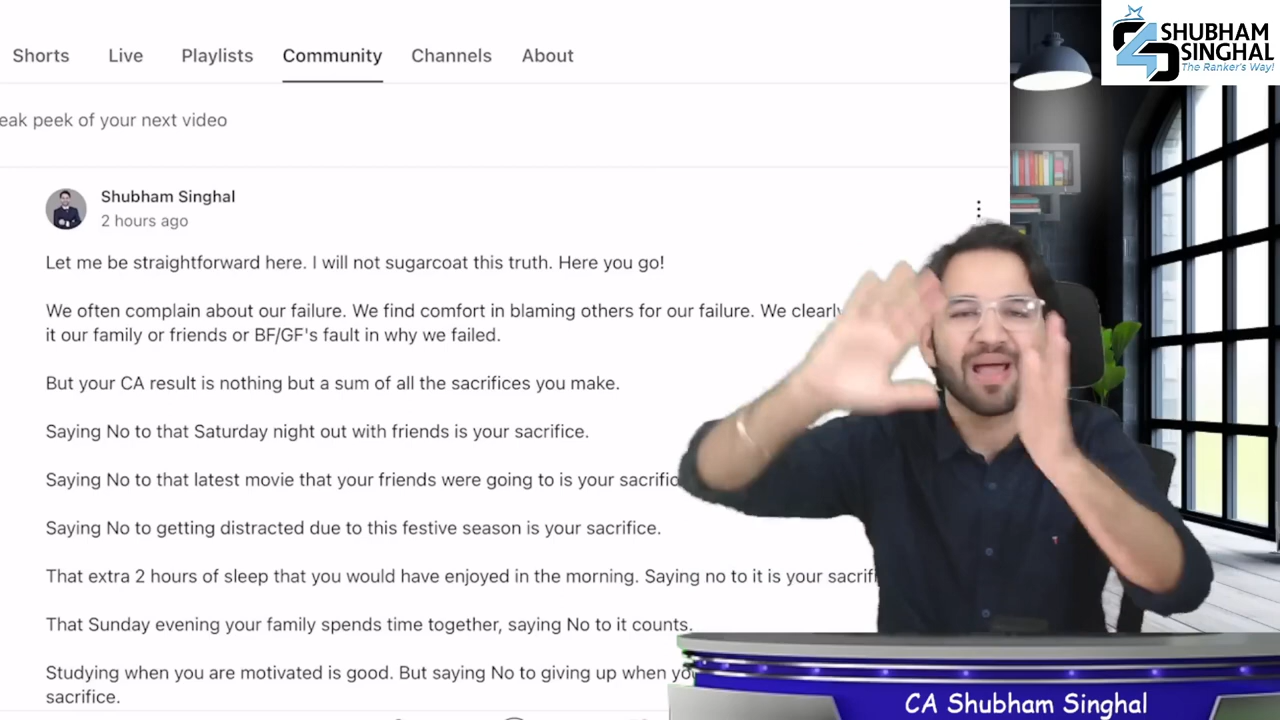 Shorts Live Playlists Community Channels About
eak peek of your next video
Shubham Singhal
2 hours ago
Let me be straightforward here. I will not sugarcoat this truth. Here you go!
We often complain about our failure. We find comfort in blaming others for our failure. We clearly
it our family or friends or BF/GF's fault in why we failed.
But your CA result is nothing but a sum of all the sacrifices you make.
Saying No to that Saturday night out with friends is your sacrifice.
Saying No to that latest movie that your friends were going to is your sacrific
Saying No to getting distracted due to this festive season is your sacrifice.
That extra 2 hours of sleep that you would have enjoyed in the morning. Saying no to it is your sacrifi
That Sunday evening your family spends time together, saying No to it counts.
Studying when you are motivated is good. But saying No to giving up when you
sacrifice.
SHUBHAM
SINGHAL
The Ranker's Way!
CA Shubham Singhal